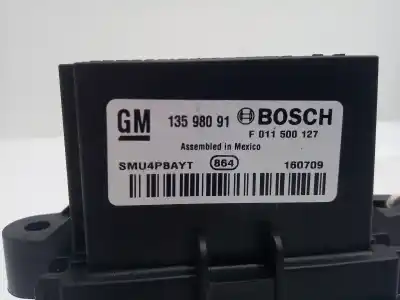 GM 135 980 91 BOSCH
F 011 500 127
Assembled in Mexico
SMU4P8AYT 864 160709